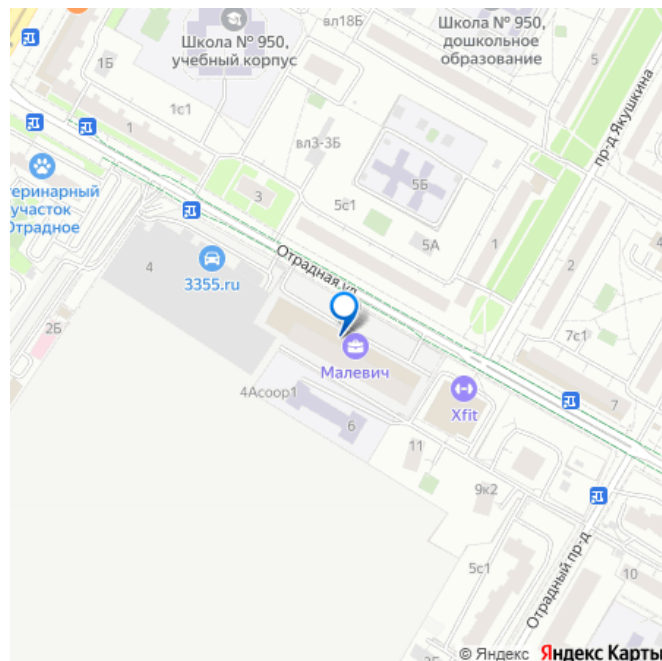 Школа № 950,
учебный корпус
вл18Б
Школа № 950,
дошкольное
образование
5
1Б
1с1
1
вл3-3Б
пр-д Якушкина
теринарный
участок
Отрадное
3
5с1
5Б
5А
1
4
2
4
3355.ru
Отрадная ул.
2Б
7с1
Малевич
4Асоор1
6
Xfit
7
11
9к2
5с1
Отрадный пр-д
10
© Яндекс Яндекс Карты